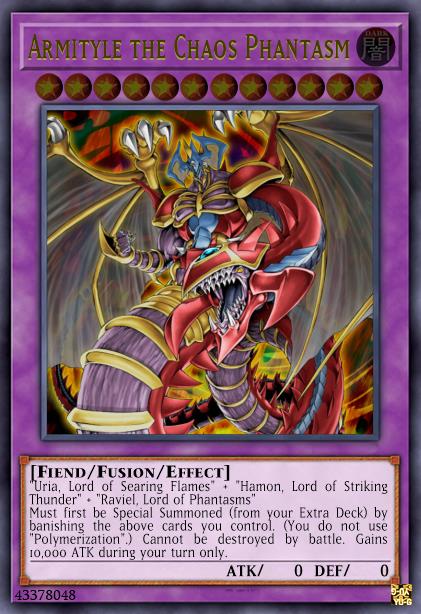 ARMITYLE THE CHAOS PHANTASM
DARK
闇
[FIEND/FUSION/EFFECT]
"Uria, Lord of Searing Flames" + "Hamon, Lord of Striking
Thunder" + "Raviel, Lord of Phantasms"
Must first be Special Summoned (from your Extra Deck) by
banishing the above cards you control. (You do not use
"Polymerization".) Cannot be destroyed by battle. Gains
10,000 ATK during your turn only.
ATK/ 0 DEF/ 0
43378048